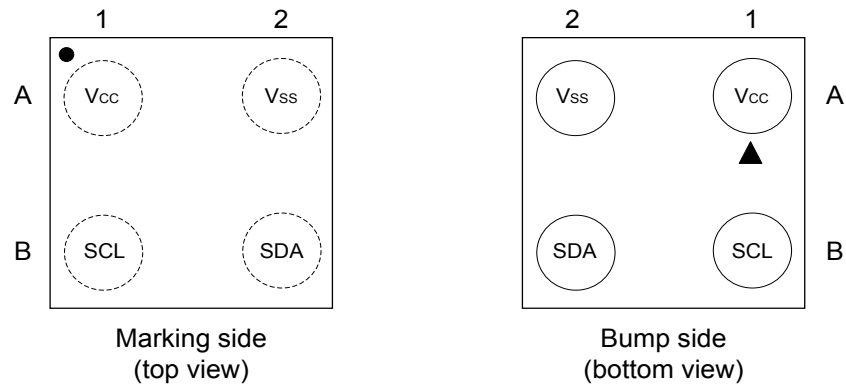 1 2
2 1
A VCC VSS
VSS VCC A
B SCL SDA
SDA SCL B
Marking side
(top view)
Bump side
(bottom view)